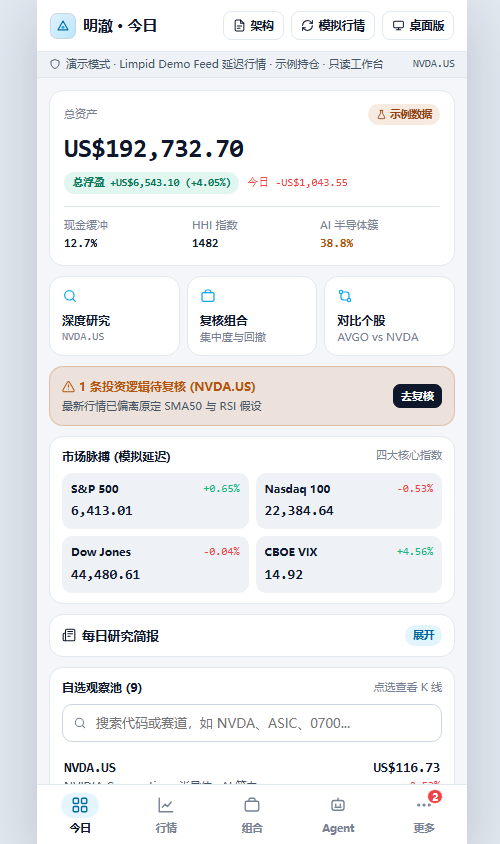 明澈 · 今日
架构
模拟行情
桌面版
演示模式 · Limpid Demo Feed 延迟行情 · 示例持仓 · 只读工作台
NVDA.US
总资产
示例数据
US$192,732.70
总浮盈 +US$6,543.10 (+4.05%)
今日 -US$1,043.55
现金缓冲
HHI 指数
AI 半导体簇
12.7%
1482
38.8%
深度研究
NVDA.US
复核组合
集中度与回撤
对比个股
AVGO vs NVDA
1 条投资逻辑待复核 (NVDA.US)
最新行情已偏离原定 SMA50 与 RSI 假设
去复核
市场脉搏 (模拟延迟)
四大核心指数
S&P 500
+0.65%
6,413.01
Nasdaq 100
-0.53%
22,384.64
Dow Jones
-0.04%
44,480.61
CBOE VIX
+4.56%
14.92
每日研究简报
展开
自选观察池 (9)
点选查看 K 线
搜索代码或赛道，如 NVDA、ASIC、0700...
NVDA.US
US$116.73
今日
行情
组合
Agent
2
更多